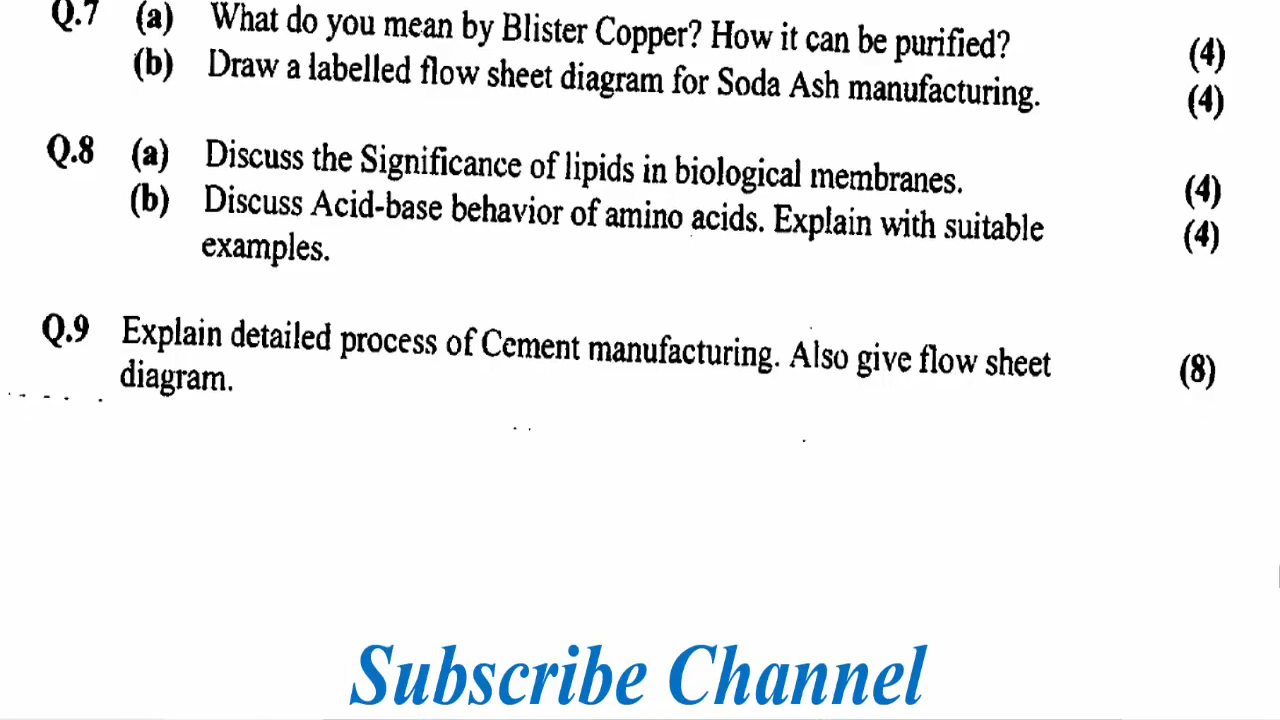 Q.7 (a) What do you mean by Blister Copper? How it can be purified? (4)
(b) Draw a labelled flow sheet diagram for Soda Ash manufacturing. (4)
Q.8 (a) Discuss the Significance of lipids in biological membranes. (4)
(b) Discuss Acid-base behavior of amino acids. Explain with suitable (4)
examples.
Q.9 Explain detailed process of Cement manufacturing. Also give flow sheet (8)
diagram.
Subscribe Channel